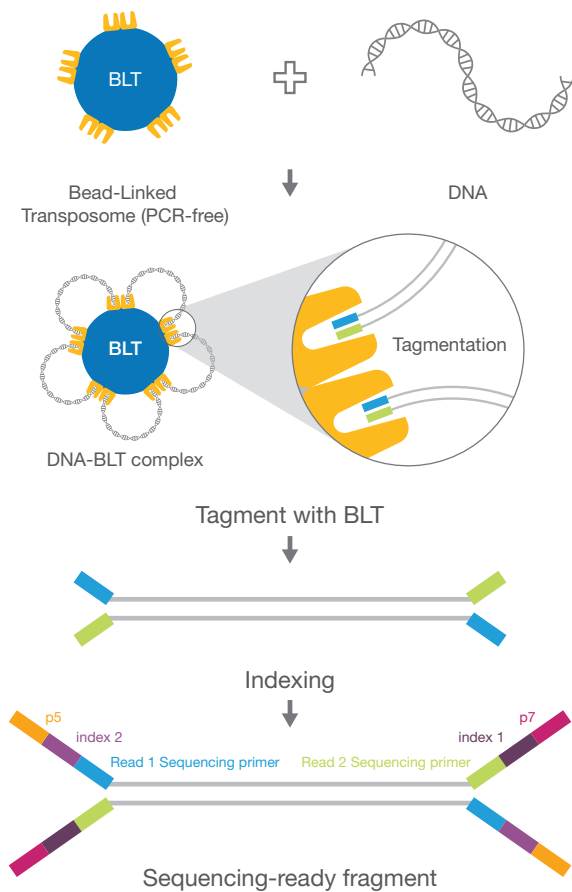 BLT
Bead-Linked
Transposome (PCR-free)
DNA
BLT
Tagmentation
DNA-BLT complex
Tagment with BLT
Indexing
p5
p7
index 2
index 1
Read 1 Sequencing primer
Read 2 Sequencing primer
Sequencing-ready fragment